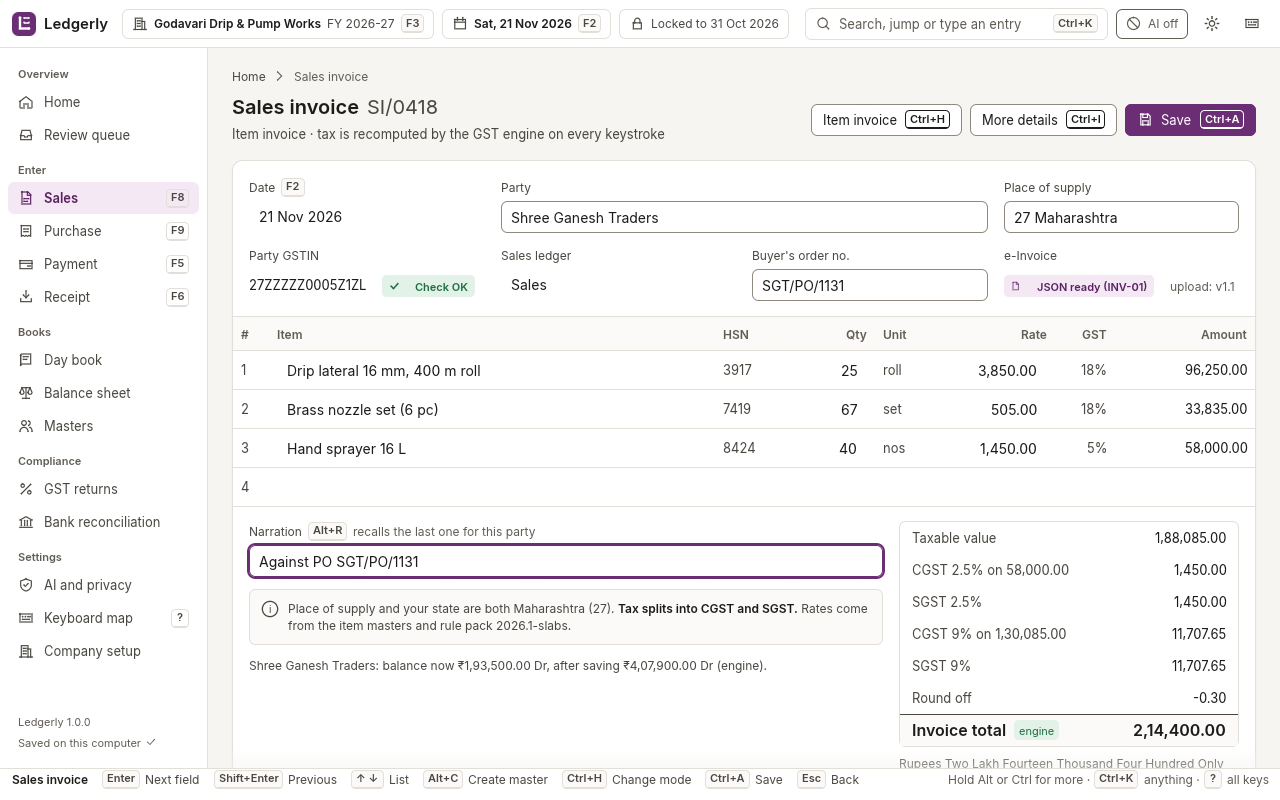 Ledgerly
Godavari Drip & Pump Works FY 2026-27 F3
Sat, 21 Nov 2026 F2
Locked to 31 Oct 2026
Search, jump or type an entry Ctrl+K
AI off
Overview
Home
Review queue
Enter
Sales F8
Purchase F9
Payment F5
Receipt F6
Books
Day book
Balance sheet
Masters
Compliance
GST returns
Bank reconciliation
Settings
AI and privacy
Keyboard map ?
Company setup
Ledgerly 1.0.0
Saved on this computer
Home Sales invoice
Sales invoice SI/0418
Item invoice · tax is recomputed by the GST engine on every keystroke
Item invoice Ctrl+H
More details Ctrl+I
Save Ctrl+A
Date F2 Party Place of supply
21 Nov 2026 Shree Ganesh Traders 27 Maharashtra
Party GSTIN Sales ledger Buyer's order no. e-Invoice
27ZZZZZ0005Z1ZL Check OK Sales SGT/PO/1131 JSON ready (INV-01) upload: v1.1
# Item HSN Qty Unit Rate GST Amount
1 Drip lateral 16 mm, 400 m roll 3917 25 roll 3,850.00 18% 96,250.00
2 Brass nozzle set (6 pc) 7419 67 set 505.00 18% 33,835.00
3 Hand sprayer 16 L 8424 40 nos 1,450.00 5% 58,000.00
4
Narration Alt+R recalls the last one for this party
Against PO SGT/PO/1131
Place of supply and your state are both Maharashtra (27). Tax splits into CGST and SGST. Rates come
from the item masters and rule pack 2026.1-slabs.
Shree Ganesh Traders: balance now ₹1,93,500.00 Dr, after saving ₹4,07,900.00 Dr (engine).
Taxable value 1,88,085.00
CGST 2.5% on 58,000.00 1,450.00
SGST 2.5% 1,450.00
CGST 9% on 1,30,085.00 11,707.65
SGST 9% 11,707.65
Round off -0.30
Invoice total engine 2,14,400.00
Rupees Two Lakh Fourteen Thousand Four Hundred Only
Sales invoice Enter Next field Shift+Enter Previous ↑ ↓ List Alt+C Create master Ctrl+H Change mode Ctrl+A Save Esc Back Hold Alt or Ctrl for more · Ctrl+K anything · ? all keys